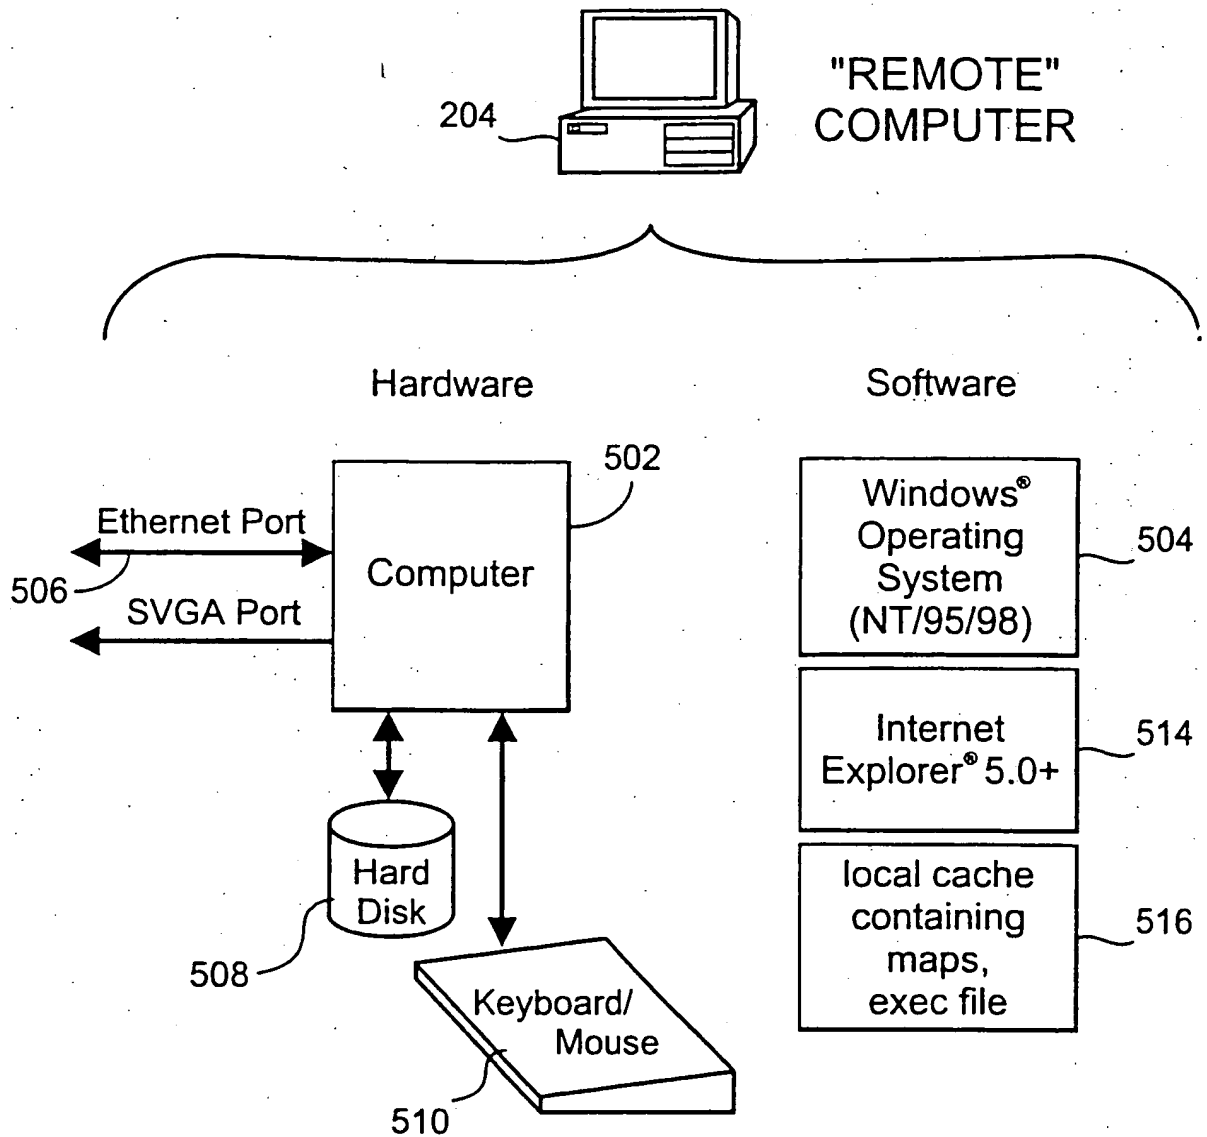 "REMOTE"
COMPUTER
204
Hardware
Software
502
Ethernet Port
506
SVGA Port
Computer
Windows®
Operating
System
(NT/95/98)
504
Internet
Explorer® 5.0+
514
Hard
Disk
508
local cache
containing
maps,
exec file
516
Keyboard/
Mouse
510